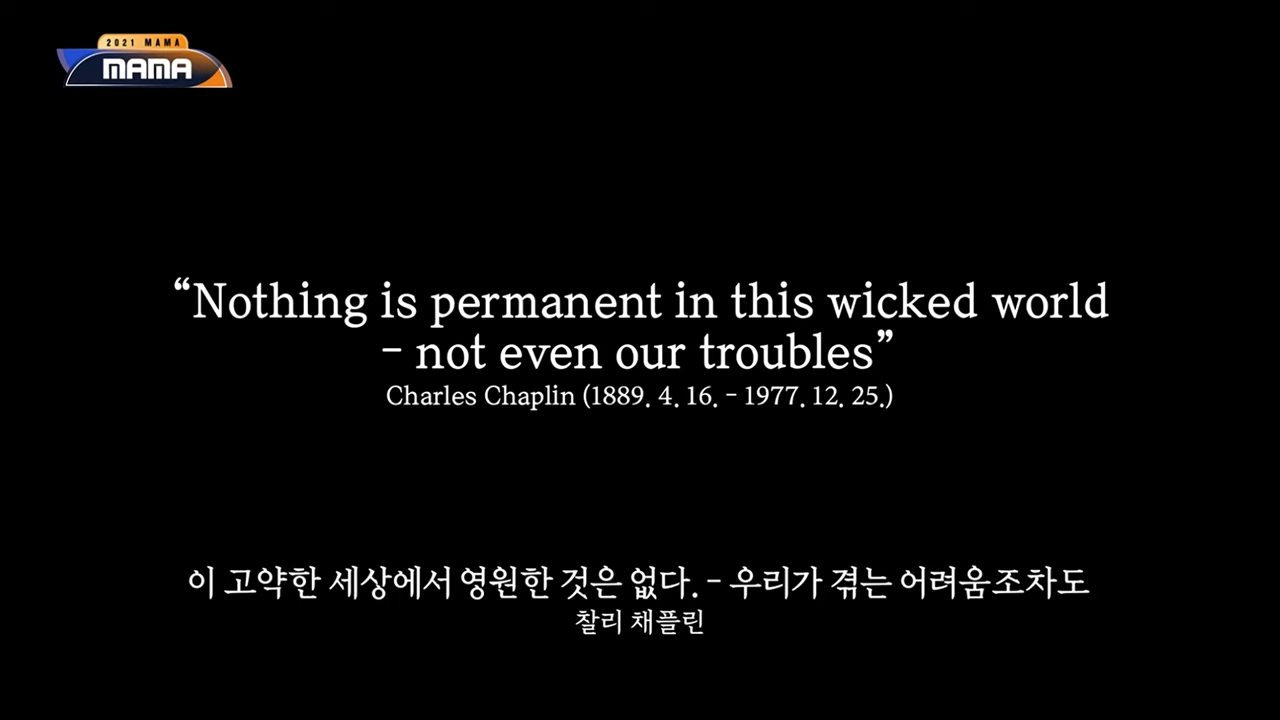 2021 MAMA
MAMA
“Nothing is permanent in this wicked world
- not even our troubles”
Charles Chaplin (1889. 4. 16. - 1977. 12. 25.)
이 고약한 세상에서 영원한 것은 없다. - 우리가 겪는 어려움조차도
찰리 채플린